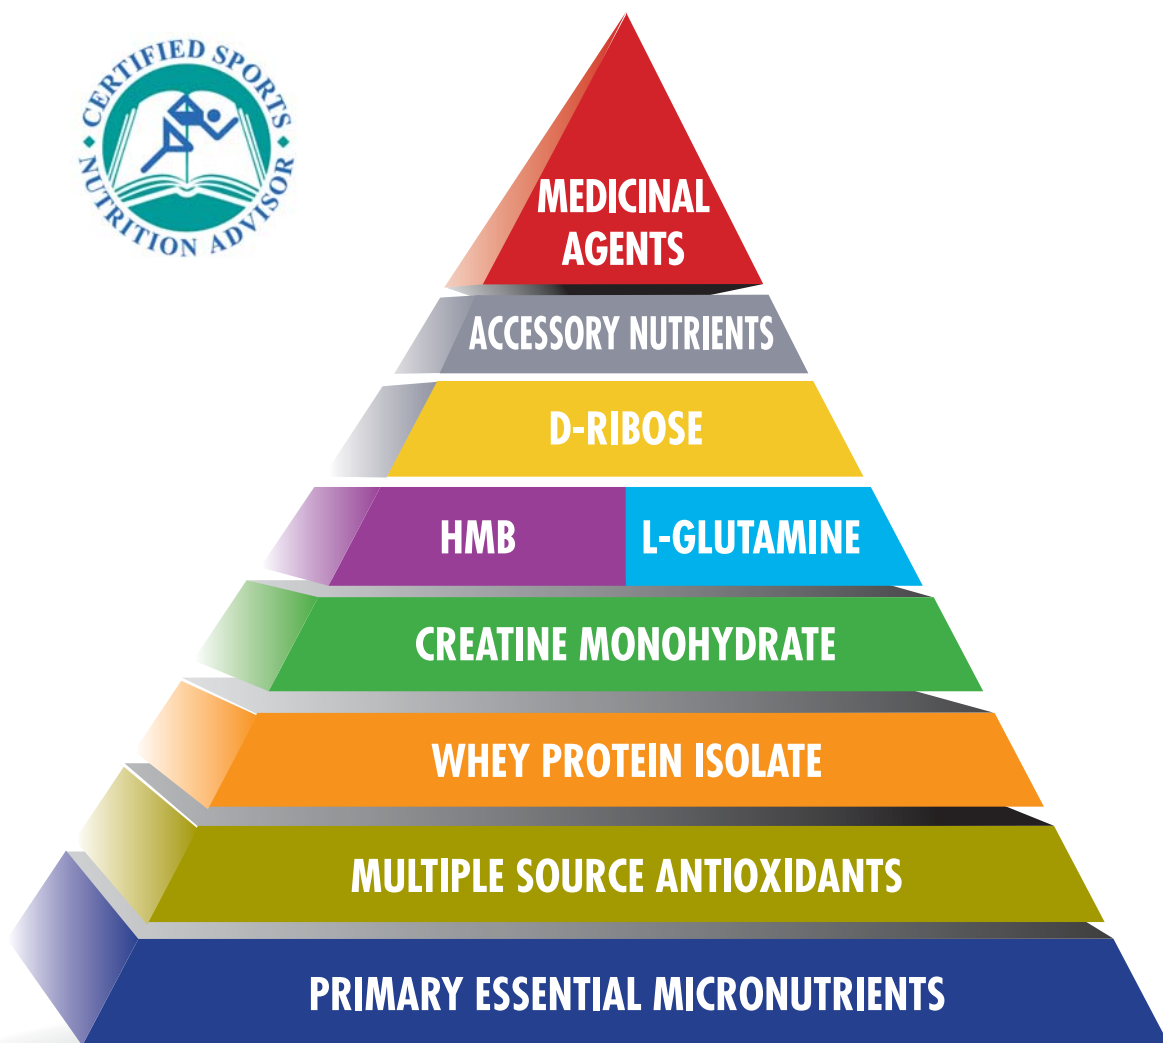 CERTIFIED SPORTS
NUTRITION ADVISOR
MEDICINAL
AGENTS
ACCESSORY NUTRIENTS
D-RIBOSE
HMB
L-GLUTAMINE
CREATINE MONOHYDRATE
WHEY PROTEIN ISOLATE
MULTIPLE SOURCE ANTIOXIDANTS
PRIMARY ESSENTIAL MICRONUTRIENTS